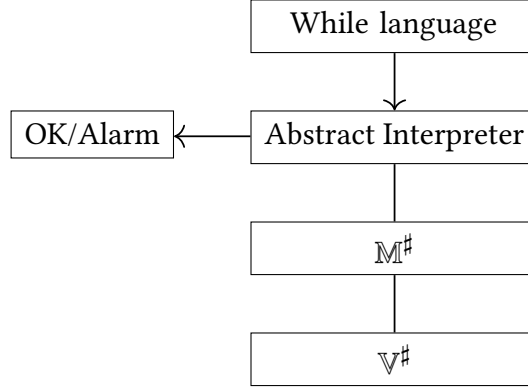 While language
OK/Alarm
Abstract Interpreter
𝕄♯
𝕍♯